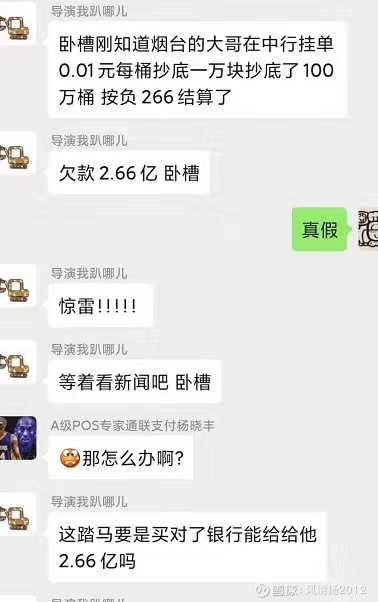 导演我趴哪儿
卧槽刚知道烟台的大哥在中行挂单
0.01元每桶抄底一万块抄底了100
万桶 按负266结算了
导演我趴哪儿
欠款2.66亿 卧槽
真假
导演我趴哪儿
惊雷!!!!!
导演我趴哪儿
等着看新闻吧 卧槽
A级POS专家通联支付杨晓丰
那怎么办啊?
导演我趴哪儿
这踏马要是买对了银行能给给他
2.66亿吗
导演我趴哪儿
雪球:风清扬2012